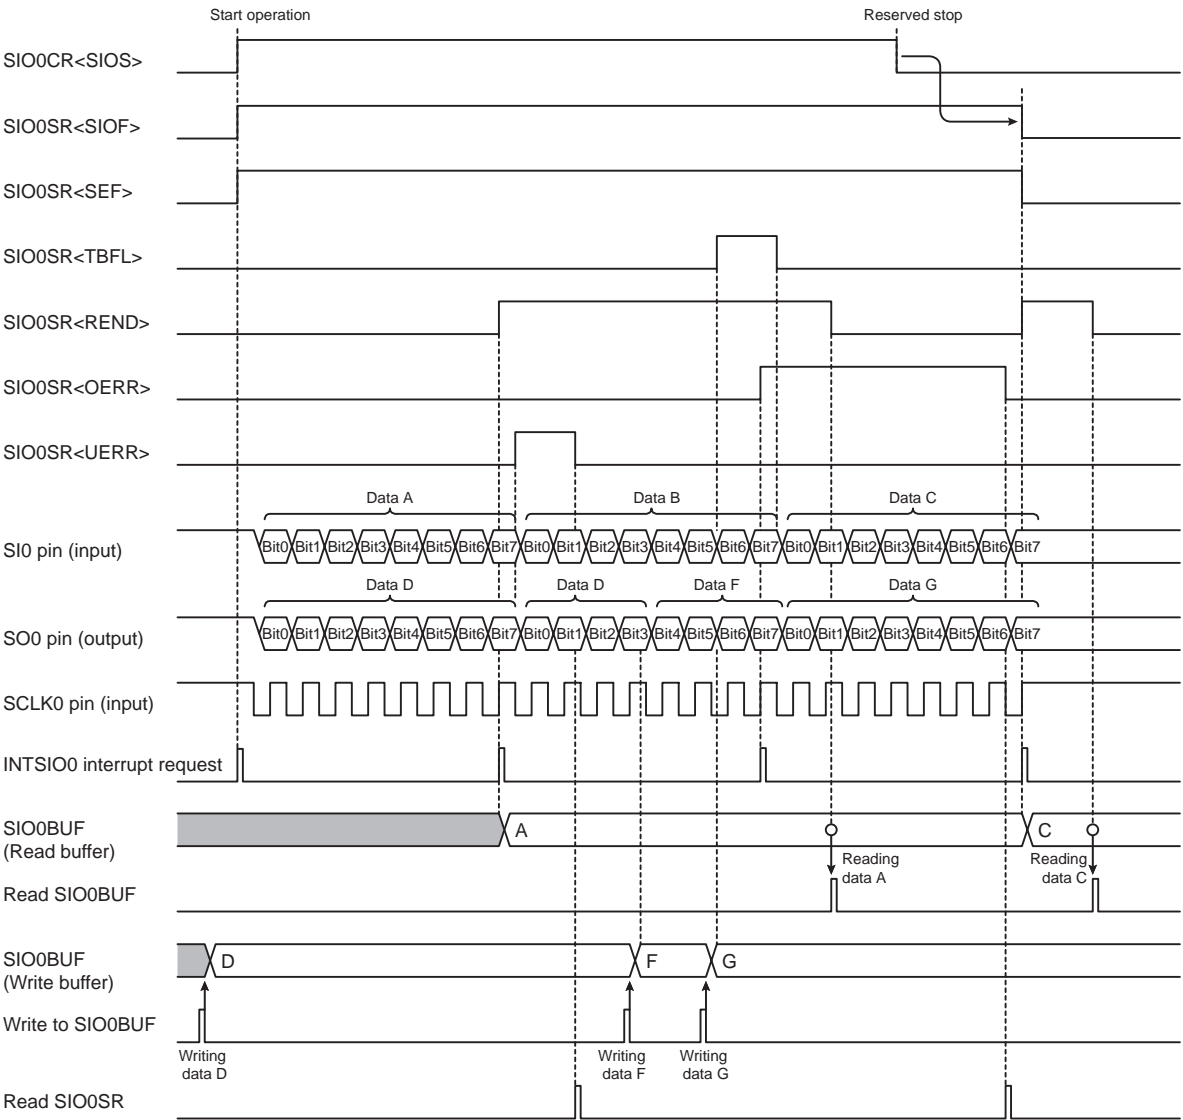 Start operation
Reserved stop
SIO0CR<SIOS>
SIO0SR<SIOF>
SIO0SR<SEF>
SIO0SR<TBFL>
SIO0SR<REND>
SIO0SR<OERR>
SIO0SR<UERR>
Data A
Data B
Data C
SI0 pin (input)
Bit0 Bit1 Bit2 Bit3 Bit4 Bit5 Bit6 Bit7 Bit0 Bit1 Bit2 Bit3 Bit4 Bit5 Bit6 Bit7 Bit0 Bit1 Bit2 Bit3 Bit4 Bit5 Bit6 Bit7
Data D
Data D
Data F
Data G
SO0 pin (output)
Bit0 Bit1 Bit2 Bit3 Bit4 Bit5 Bit6 Bit7 Bit0 Bit1 Bit2 Bit3 Bit4 Bit5 Bit6 Bit7 Bit0 Bit1 Bit2 Bit3 Bit4 Bit5 Bit6 Bit7
SCLK0 pin (input)
INTSIO0 interrupt request
SIO0BUF
(Read buffer)
A
C
Reading
data A
Reading
data C
Read SIO0BUF
SIO0BUF
(Write buffer)
D
F
G
Write to SIO0BUF
Writing
data D
Writing
data F
Writing
data G
Read SIO0SR